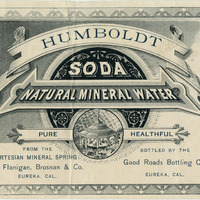 HUMBOLDT
SODA
NATURAL MINERAL WATER
PURE HEALTHFUL
FROM THE
ARTESIAN MINERAL SPRING
Flanigan, Brosnan & Co.
EUREKA, CAL.
BOTTLED BY THE
Good Roads Bottling C
EUREKA, CAL.